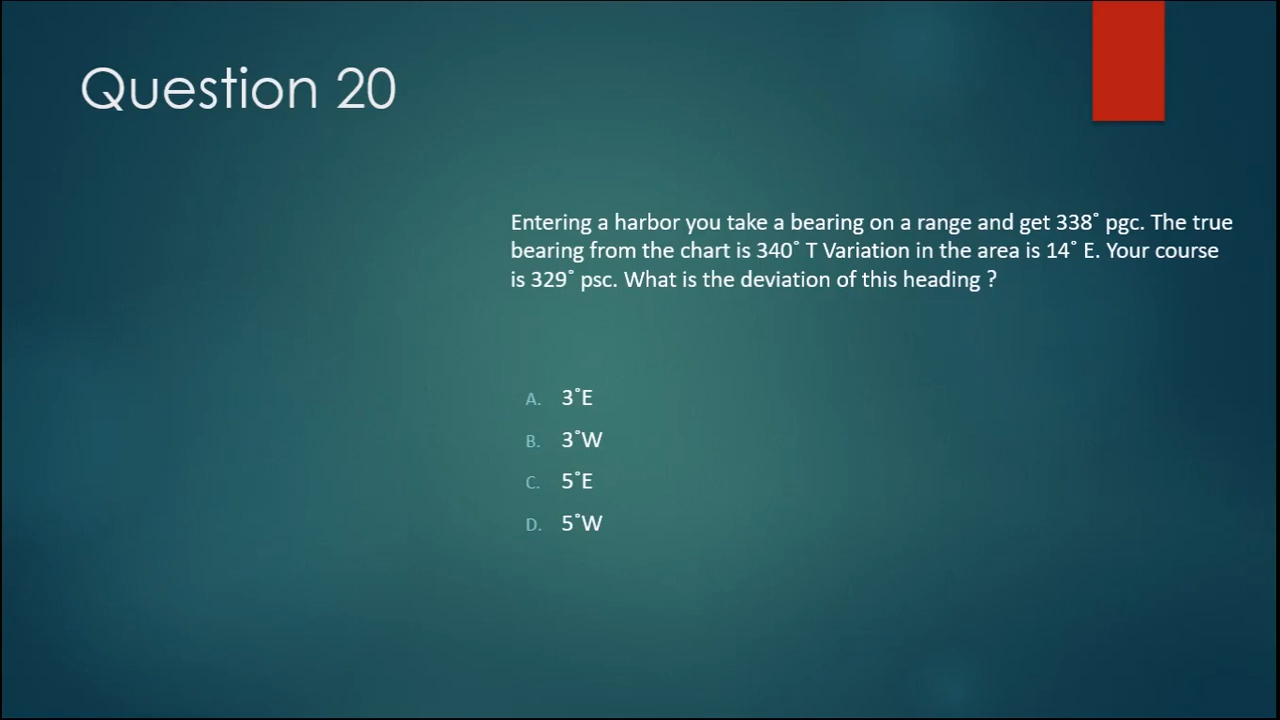 Question 20
Entering a harbor you take a bearing on a range and get 338˚ pgc. The true
bearing from the chart is 340˚ T Variation in the area is 14˚ E. Your course
is 329˚ psc. What is the deviation of this heading ?
A. 3˚E
B. 3˚W
C. 5˚E
D. 5˚W